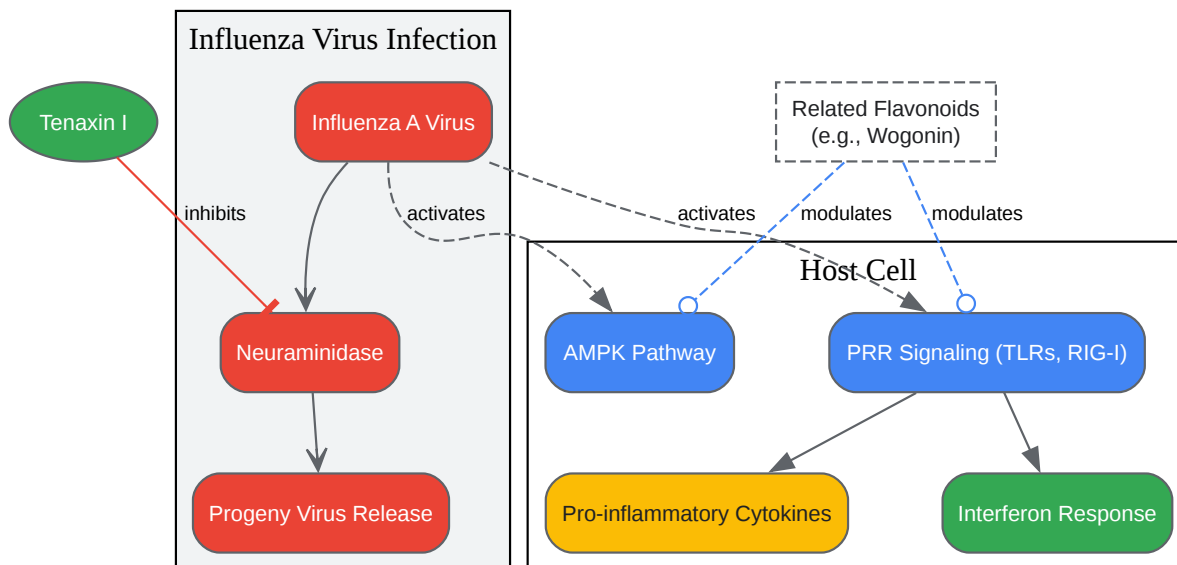 Influenza Virus Infection
Tenaxin I
Influenza A Virus
Related Flavonoids
(e.g., Wogonin)
inhibits
activates
activates
modulates
modulates
Host Cell
Neuraminidase
AMPK Pathway
PRR Signaling (TLRs, RIG-I)
Progeny Virus Release
Pro-inflammatory Cytokines
Interferon Response